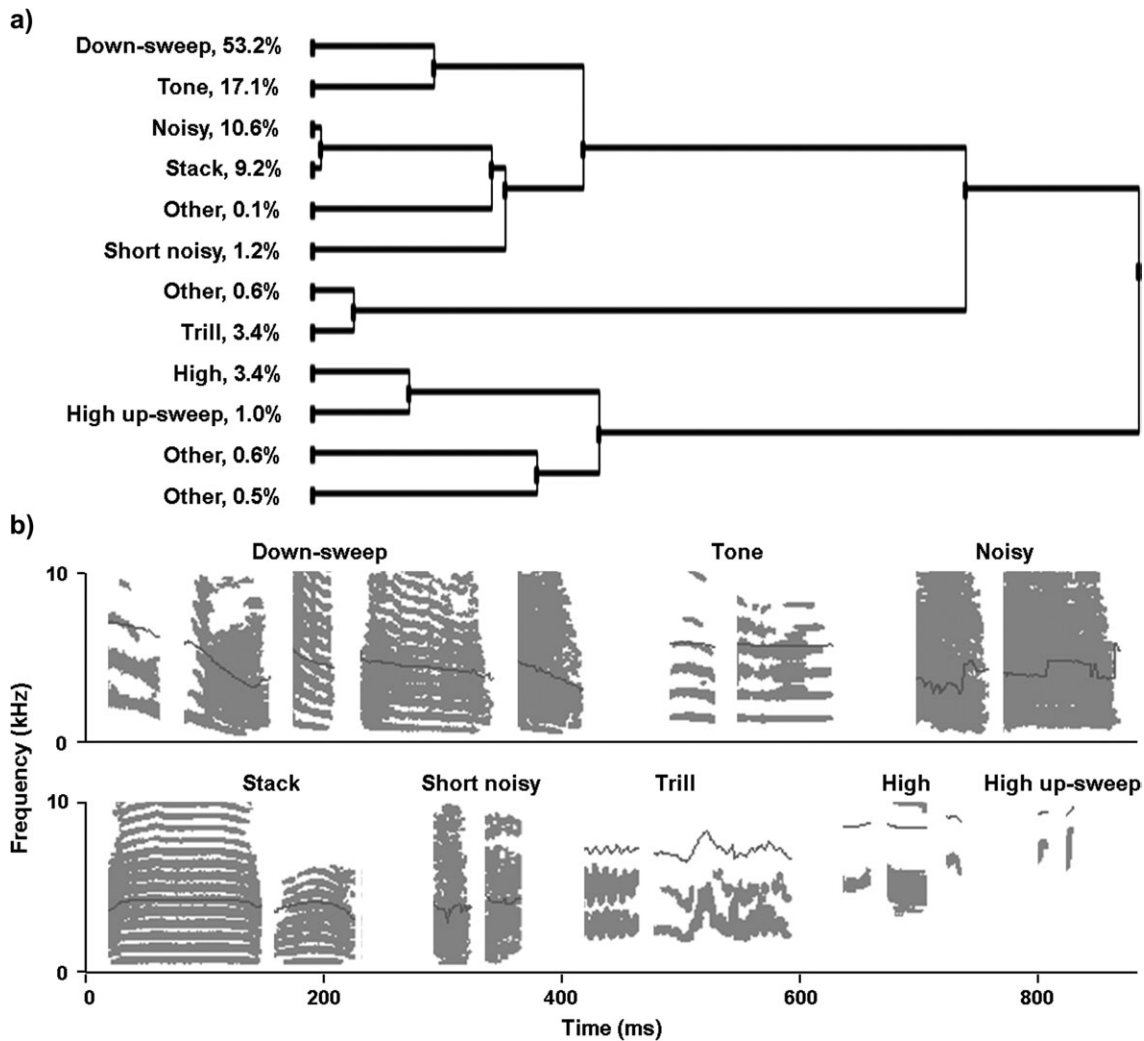 a)
Down-sweep, 53.2%
Tone, 17.1%
Noisy, 10.6%
Stack, 9.2%
Other, 0.1%
Short noisy, 1.2%
Other, 0.6%
Trill, 3.4%
High, 3.4%
High up-sweep, 1.0%
Other, 0.6%
Other, 0.5%
b)
Down-sweep Tone Noisy
10
0
Stack Short noisy Trill High High up-sweep
10
0
Frequency (kHz)
0 200 400 600 800
Time (ms)